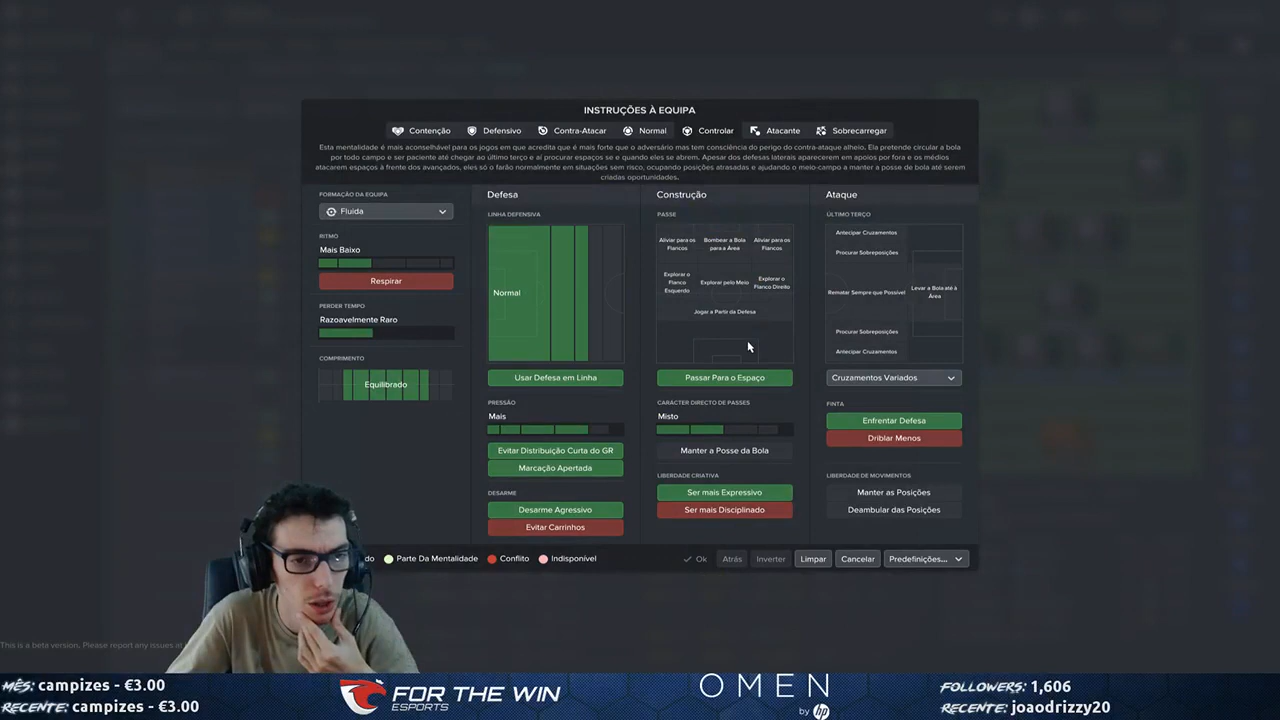 INSTRUÇÕES À EQUIPA
Contenção
Defensivo
Contra-Atacar
Normal
Controlar
Atacante
Sobrecarregar
Esta mentalidade é mais aconselhável para os jogos em que acredita que é mais forte que o adversário mas tem consciência do perigo do contra-ataque alheio. Ela pretende circular a bola
por todo campo e ser paciente até chegar ao último terço e aí procurar espaços se e quando eles se abrem. Apesar dos defesas laterais aparecerem em apoios por fora e os médios
atacarem espaços à frente dos avançados, eles só o farão normalmente em situações sem risco, ocupando posições atrasadas e ajudando o meio-campo a manter a posse de bola até serem
criadas oportunidades.
FORMAÇÃO DA EQUIPA
Fluida
RITMO
Mais Baixo
Respirar
PERDER TEMPO
Razoavelmente Raro
COMPRIMENTO
Equilibrado
Defesa
LINHA DEFENSIVA
Normal
Usar Defesa em Linha
PRESSÃO
Mais
Evitar Distribuição Curta do GR
Marcação Apertada
DESARME
Desarme Agressivo
Evitar Carrinhos
Construção
PASSE
Aliviar para os
Flancos
Bombear a Bola
para a Área
Aliviar para os
Flancos
Explorar o
Flanco
Esquerdo
Explorar pelo Meio
Explorar o
Flanco Direito
Jogar a Partir da Defesa
Passar Para o Espaço
CARÁCTER DIRECTO DE PASSES
Misto
Manter a Posse da Bola
LIBERDADE CRIATIVA
Ser mais Expressivo
Ser mais Disciplinado
Ataque
ÚLTIMO TERÇO
Antecipar Cruzamentos
Procurar Sobreposições
Rematar Sempre que Possível
Levar a Bola até à
Área
Procurar Sobreposições
Antecipar Cruzamentos
Cruzamentos Variados
FINTA
Enfrentar Defesa
Driblar Menos
LIBERDADE DE MOVIMENTOS
Manter as Posições
Deambular das Posições
do
Parte Da Mentalidade
Conflito
Indisponível
Ok
Atrás
Inverter
Limpar
Cancelar
Predefinições...
This is a beta version. Please report any issues at
MÊS: campizes - €3.00
RECENTE: campizes - €3.00
FOR THE WIN
ESPORTS
OMEN
by hp
FOLLOWERS: 1,606
RECENTE: joaodrizzy20